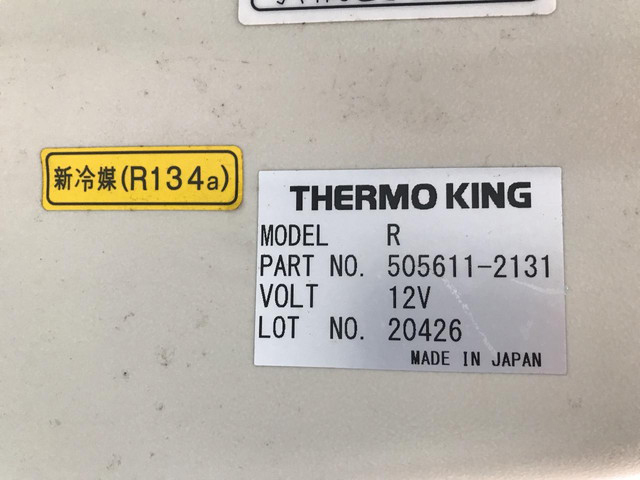 新冷媒(R134a)
THERMO KING
MODEL R
PART NO. 505611-2131
VOLT 12V
LOT NO. 20426
MADE IN JAPAN